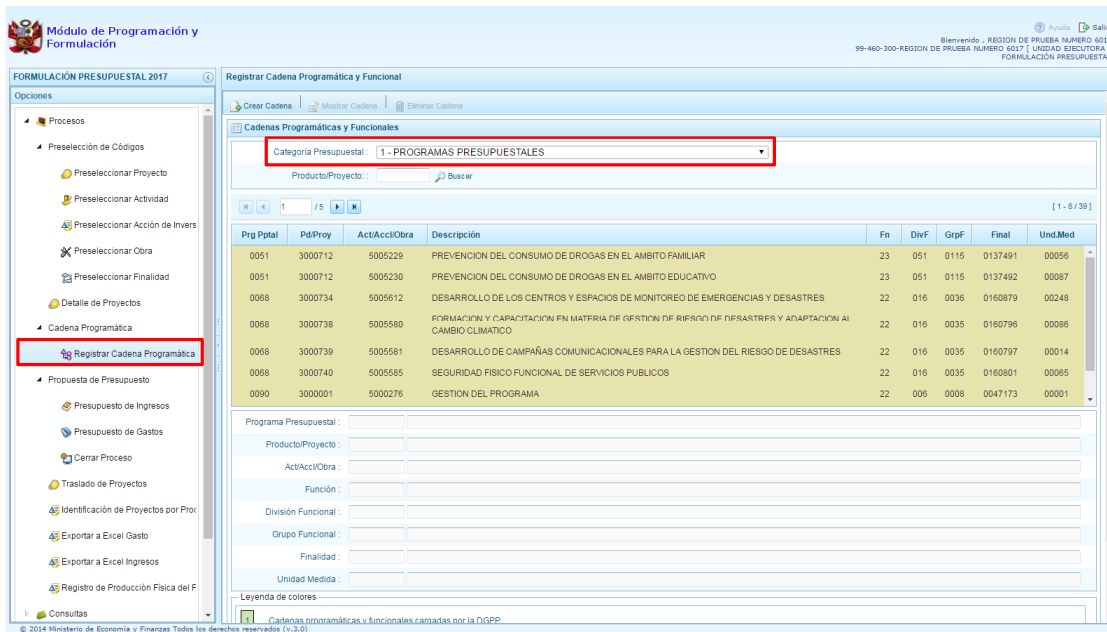 Módulo de Programación y
Formulación
Ayuda Sali
Bienvenido , REGION DE PRUEBA NUMERO 601
99-460-300-REGION DE PRUEBA NUMERO 6017 [ UNIDAD EJECUTORA
FORMULACIÓN PRESUPUESTA
FORMULACIÓN PRESUPUESTAL 2017
Opciones
Procesos
Preselección de Códigos
Preseleccionar Proyecto
Preseleccionar Actividad
Preseleccionar Acción de Invers
Preseleccionar Obra
Preseleccionar Finalidad
Detalle de Proyectos
Cadena Programática
Registrar Cadena Programática
Propuesta de Presupuesto
Presupuesto de Ingresos
Presupuesto de Gastos
Cerrar Proceso
Traslado de Proyectos
Identificación de Proyectos por Proc
Exportar a Excel Gasto
Exportar a Excel Ingresos
Registro de Producción Física del F
Consultas
Registrar Cadena Programática y Funcional
Crear Cadena Mostrar Cadena Eliminar Cadena
Cadenas Programáticas y Funcionales
Categoría Presupuestal : 1 - PROGRAMAS PRESUPUESTALES
Producto/Proyecto: : Buscar
1 / 5 [ 1 - 8 / 39 ]
Prg Pptal Pd/Proy Act/AccI/Obra Descripción Fn DivF GrpF Final Und.Med
0051 3000712 5005229 PREVENCION DEL CONSUMO DE DROGAS EN EL AMBITO FAMILIAR 23 051 0115 0137491 00056
0051 3000712 5005230 PREVENCION DEL CONSUMO DE DROGAS EN EL AMBITO EDUCATIVO 23 051 0115 0137492 00087
0068 3000734 5005612 DESARROLLO DE LOS CENTROS Y ESPACIOS DE MONITOREO DE EMERGENCIAS Y DESASTRES 22 016 0036 0160879 00248
0068 3000738 5005580 FORMACION Y CAPACITACION EN MATERIA DE GESTION DE RIESGO DE DESASTRES Y ADAPTACION AL CAMBIO CLIMATICO 22 016 0035 0160796 00086
0068 3000739 5005581 DESARROLLO DE CAMPAÑAS COMUNICACIONALES PARA LA GESTION DEL RIESGO DE DESASTRES 22 016 0035 0160797 00014
0068 3000740 5005585 SEGURIDAD FISICO FUNCIONAL DE SERVICIOS PUBLICOS 22 016 0035 0160801 00065
0090 3000001 5000276 GESTION DEL PROGRAMA 22 006 0008 0047173 00001
Programa Presupuestal :
Producto/Proyecto :
Act/AccI/Obra :
Función :
División Funcional :
Grupo Funcional :
Finalidad :
Unidad Medida :
Leyenda de colores
1 Cadenas programáticas y funcionales cargadas por la DGPP
© 2014 Ministerio de Economía y Finanzas Todos los derechos reservados (v.3.0)